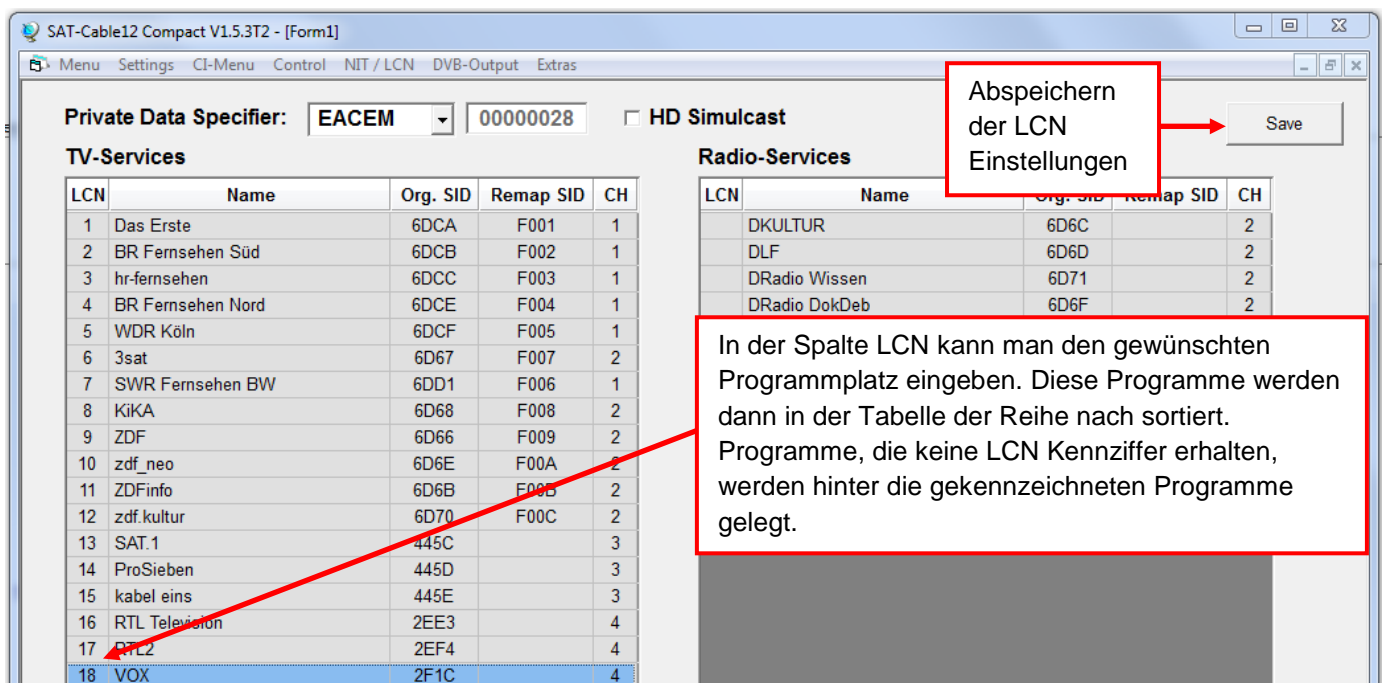 SAT-Cable12 Compact V1.5.3T2 - [Form1]
Menu Settings CI-Menu Control NIT / LCN DVB-Output Extras
Private Data Specifier: EACEM 00000028 HD Simulcast
Abspeichern
der LCN
Einstellungen
Save
TV-Services
LCN Name Org. SID Remap SID CH
1 Das Erste 6DCA F001 1
2 BR Fernsehen Süd 6DCB F002 1
3 hr-fernsehen 6DCC F003 1
4 BR Fernsehen Nord 6DCE F004 1
5 WDR Köln 6DCF F005 1
6 3sat 6D67 F007 2
7 SWR Fernsehen BW 6DD1 F006 1
8 KiKA 6D68 F008 2
9 ZDF 6D66 F009 2
10 zdf_neo 6D6E F00A 2
11 ZDFinfo 6D6B F00B 2
12 zdf.kultur 6D70 F00C 2
13 SAT.1 445C 3
14 ProSieben 445D 3
15 kabel eins 445E 3
16 RTL Television 2EE3 4
17 RTL2 2EF4 4
18 VOX 2F1C 4
Radio-Services
LCN Name Org. SID Remap SID CH
DKULTUR 6D6C 2
DLF 6D6D 2
DRadio Wissen 6D71 2
DRadio DokDeb 6D6F 2
In der Spalte LCN kann man den gewünschten
Programmplatz eingeben. Diese Programme werden
dann in der Tabelle der Reihe nach sortiert.
Programme, die keine LCN Kennziffer erhalten,
werden hinter die gekennzeichneten Programme
gelegt.